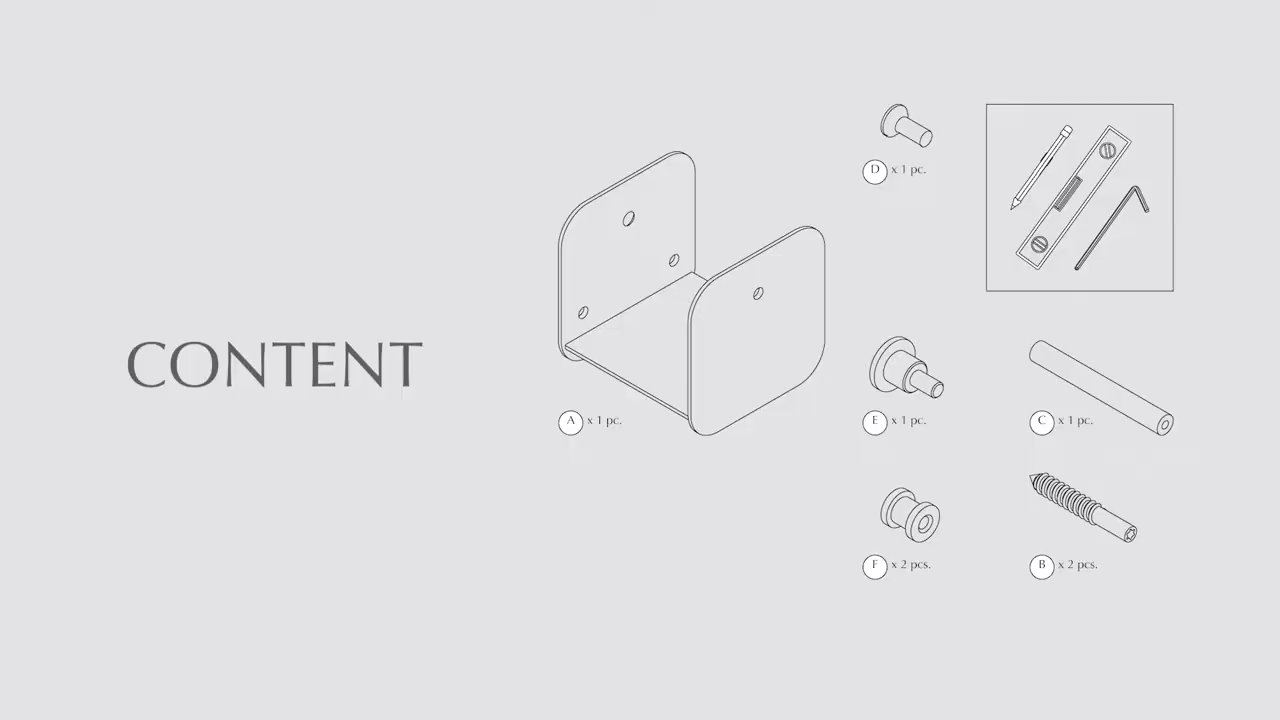 CONTENT
D x 1 pc.
A x 1 pc.
E x 1 pc.
C x 1 pc.
F x 2 pcs.
B x 2 pcs.